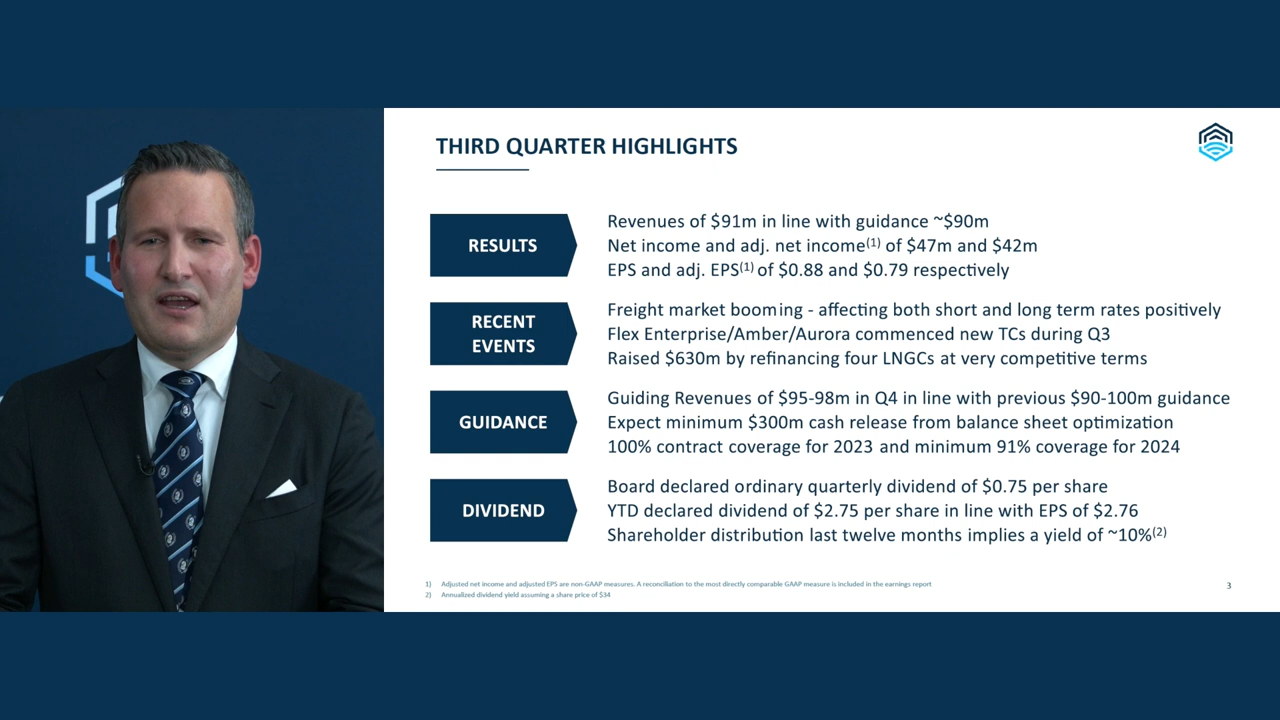 THIRD QUARTER HIGHLIGHTS
RESULTS
Revenues of $91m in line with guidance ~$90m
Net income and adj. net income(1) of $47m and $42m
EPS and adj. EPS(1) of $0.88 and $0.79 respectively
RECENT
EVENTS
Freight market booming - affecting both short and long term rates positively
Flex Enterprise/Amber/Aurora commenced new TCs during Q3
Raised $630m by refinancing four LNGCs at very competitive terms
GUIDANCE
Guiding Revenues of $95-98m in Q4 in line with previous $90-100m guidance
Expect minimum $300m cash release from balance sheet optimization
100% contract coverage for 2023 and minimum 91% coverage for 2024
DIVIDEND
Board declared ordinary quarterly dividend of $0.75 per share
YTD declared dividend of $2.75 per share in line with EPS of $2.76
Shareholder distribution last twelve months implies a yield of ~10%(2)
1) Adjusted net income and adjusted EPS are non-GAAP measures. A reconciliation to the most directly comparable GAAP measure is included in the earnings report
2) Annualized dividend yield assuming a share price of $34
3